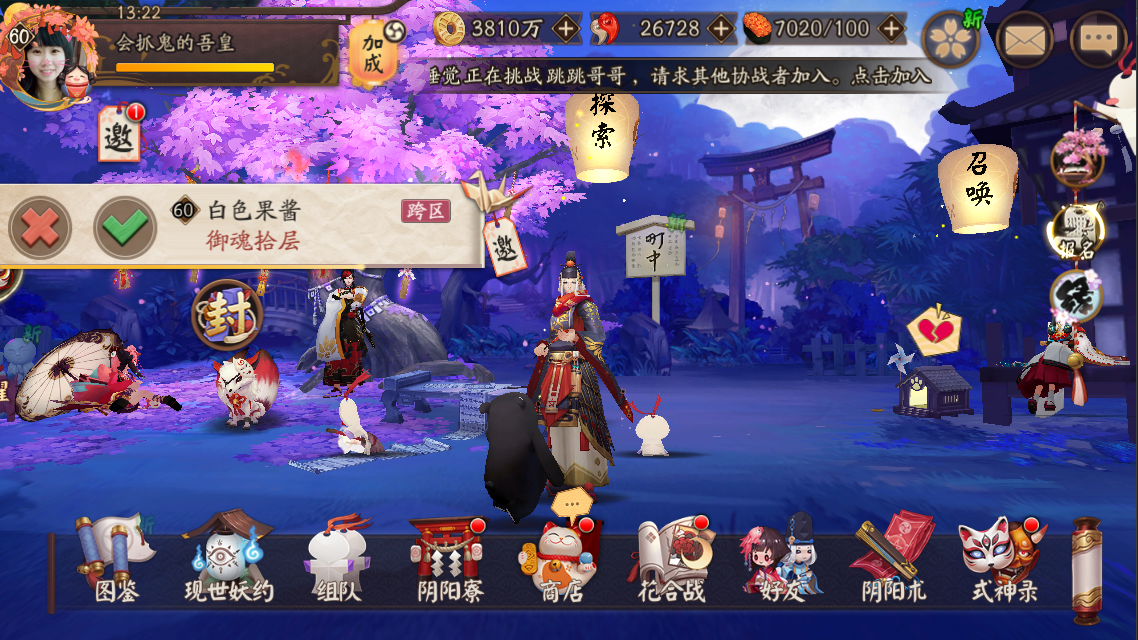 13:22
60
会抓鬼的吾皇
加成
3810万
26728
7020/100
新
睡觉 正在挑战 跳跳哥哥，请求其他协战者加入。点击加入
邀
1
探索
召唤
60 白色果酱
跨区
御魂拾层
邀
新
町中
报名
缘
封
新
皇
图鉴
现世妖约
组队
阴阳寮
商店
花合战
好友
阴阳术
式神录